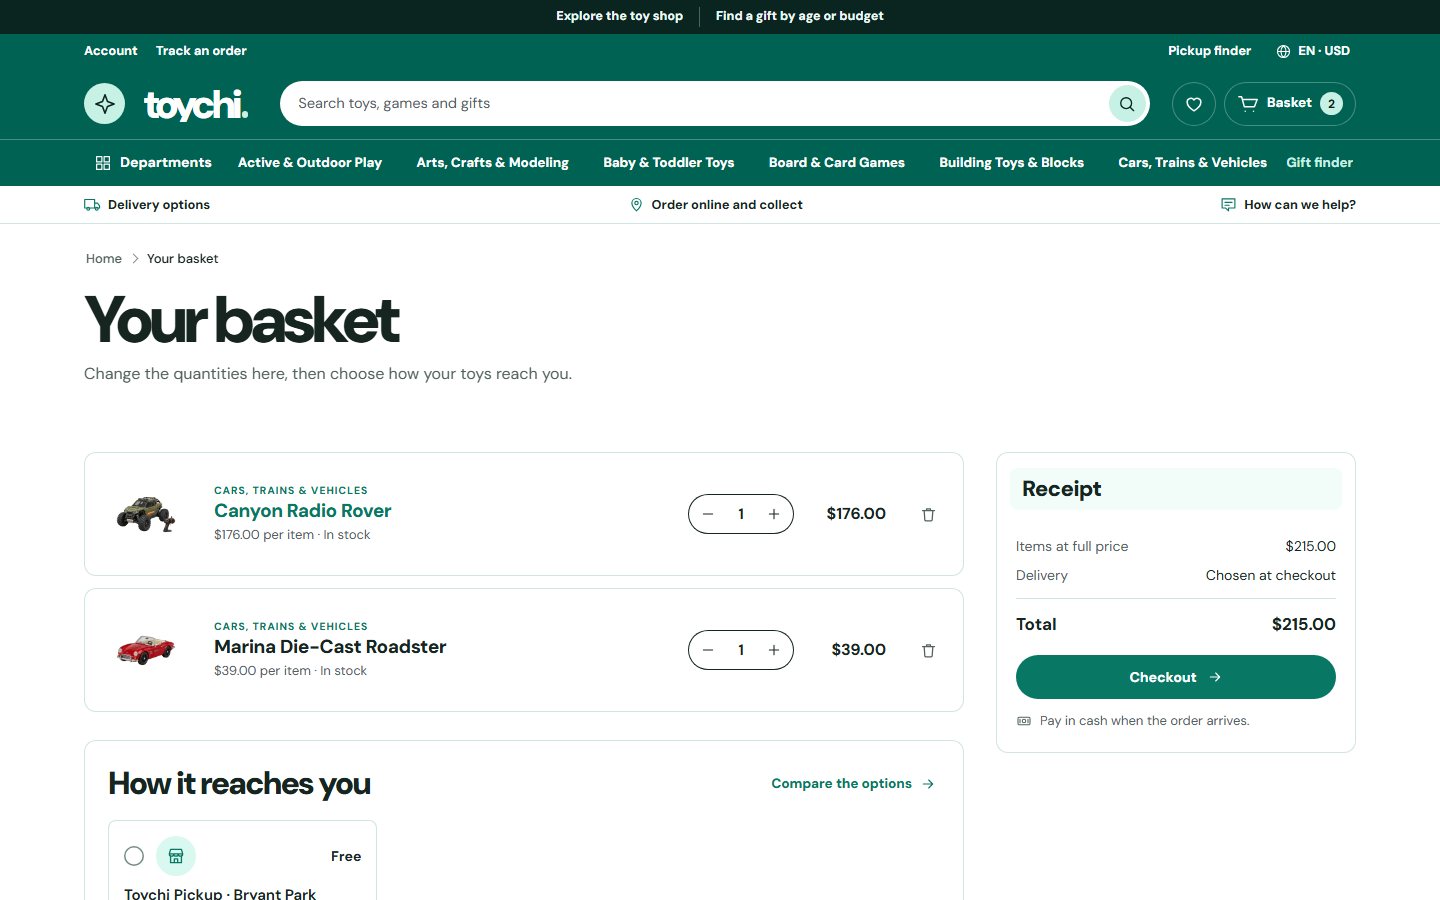 Explore the toy shop
Find a gift by age or budget
Account
Track an order
Pickup finder
EN · USD
toychi.
Search toys, games and gifts
Basket
2
Departments
Active & Outdoor Play
Arts, Crafts & Modeling
Baby & Toddler Toys
Board & Card Games
Building Toys & Blocks
Cars, Trains & Vehicles
Gift finder
Delivery options
Order online and collect
How can we help?
Home
Your basket
Your basket
Change the quantities here, then choose how your toys reach you.
CARS, TRAINS & VEHICLES
Canyon Radio Rover
$176.00 per item · In stock
1
$176.00
CARS, TRAINS & VEHICLES
Marina Die-Cast Roadster
$39.00 per item · In stock
1
$39.00
Receipt
Items at full price
$215.00
Delivery
Chosen at checkout
Total
$215.00
Checkout
Pay in cash when the order arrives.
How it reaches you
Compare the options
Free
Toychi Pickup · Bryant Park